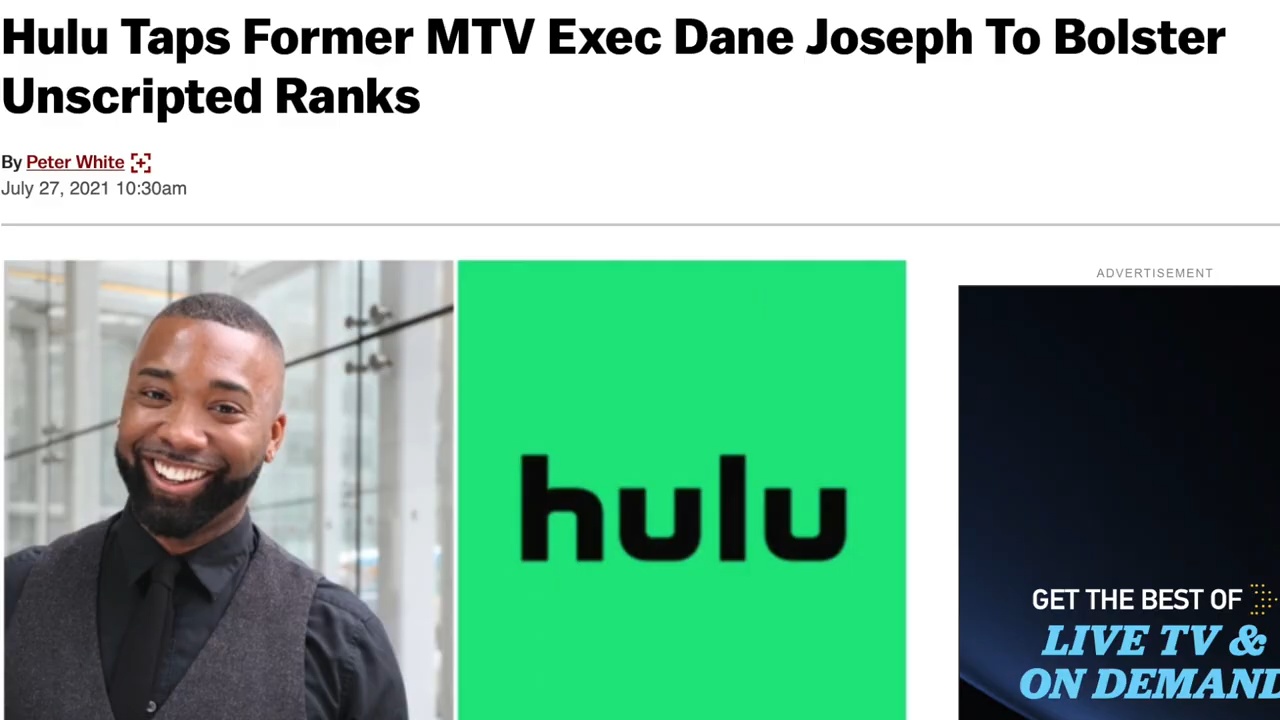 Hulu Taps Former MTV Exec Dane Joseph To Bolster
Unscripted Ranks
By Peter White
July 27, 2021 10:30am
hulu
ADVERTISEMENT
GET THE BEST OF
LIVE TV &
ON DEMAND